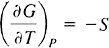 (∂G/∂T)_P = −S